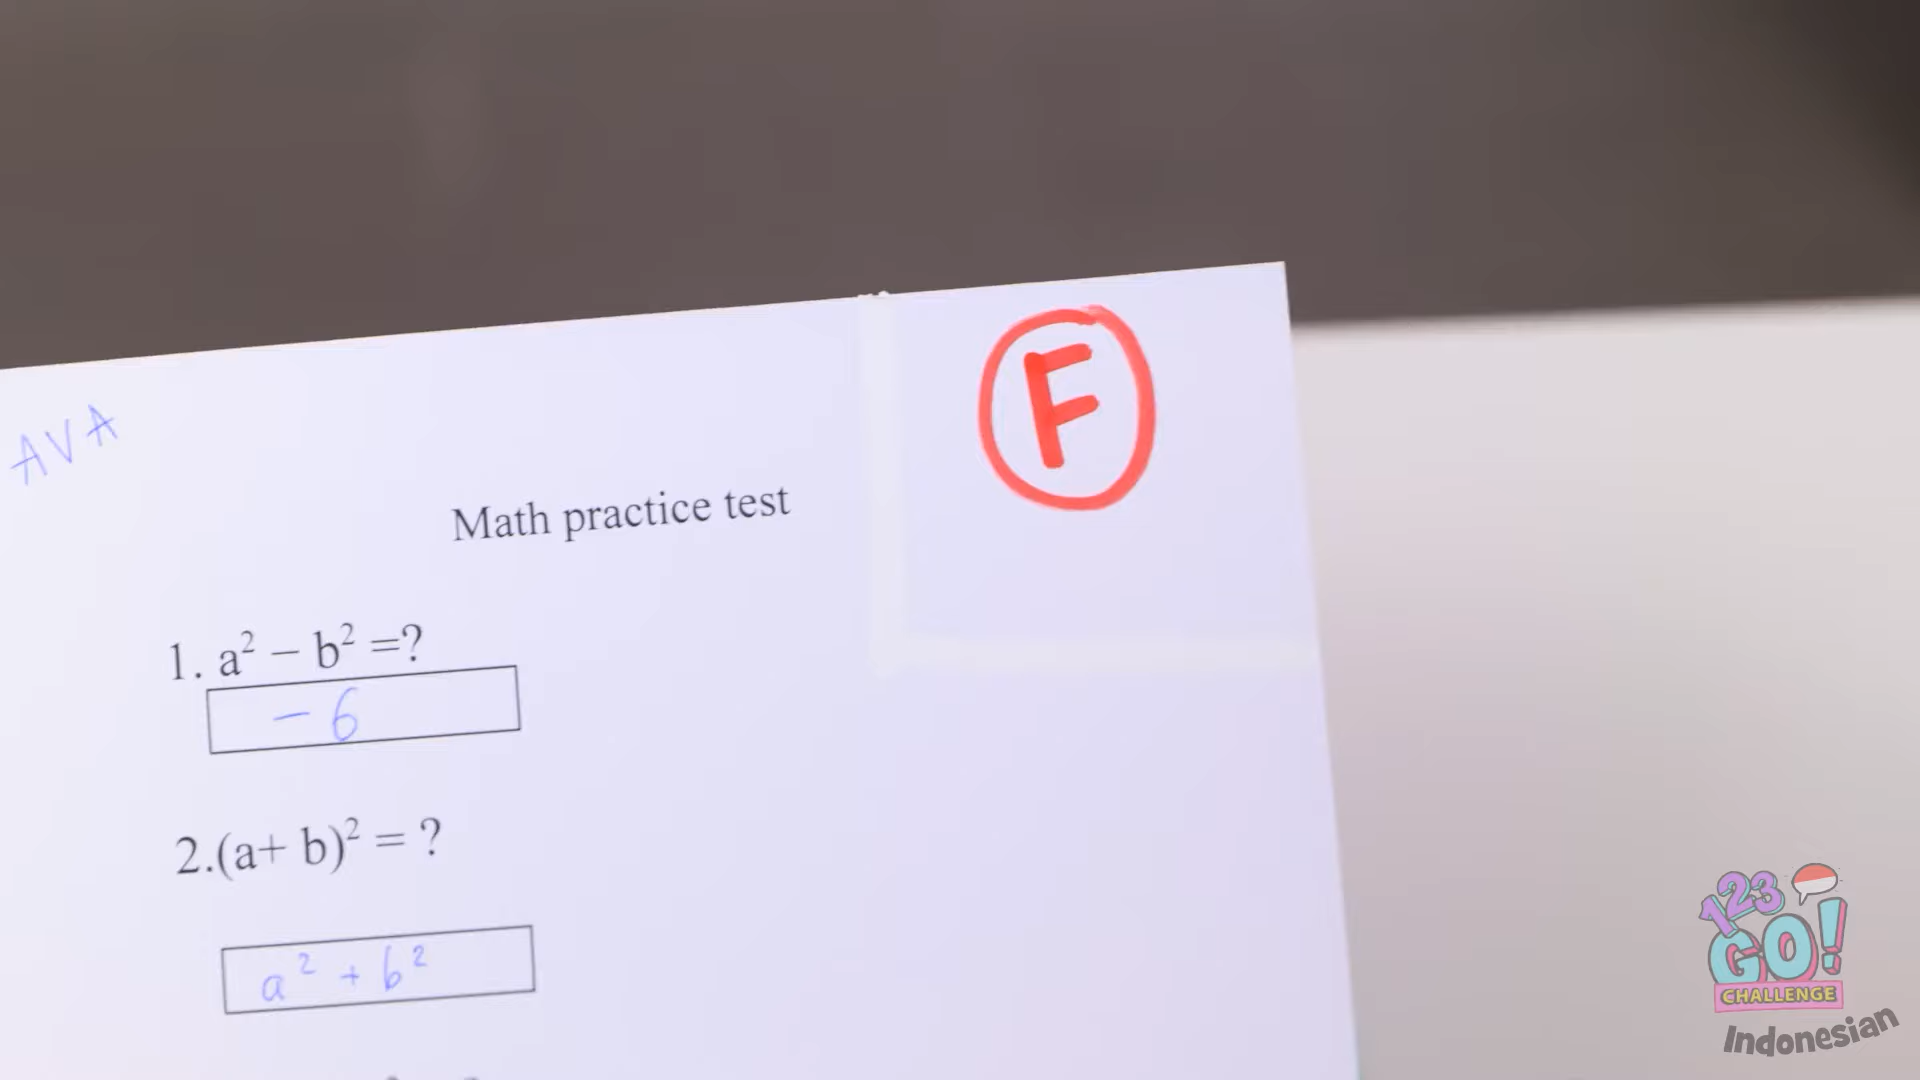 F
AVA
Math practice test
1. a² – b² =?
– 6
2.(a+ b)² = ?
a² + b²
123
GO!
CHALLENGE
Indonesian